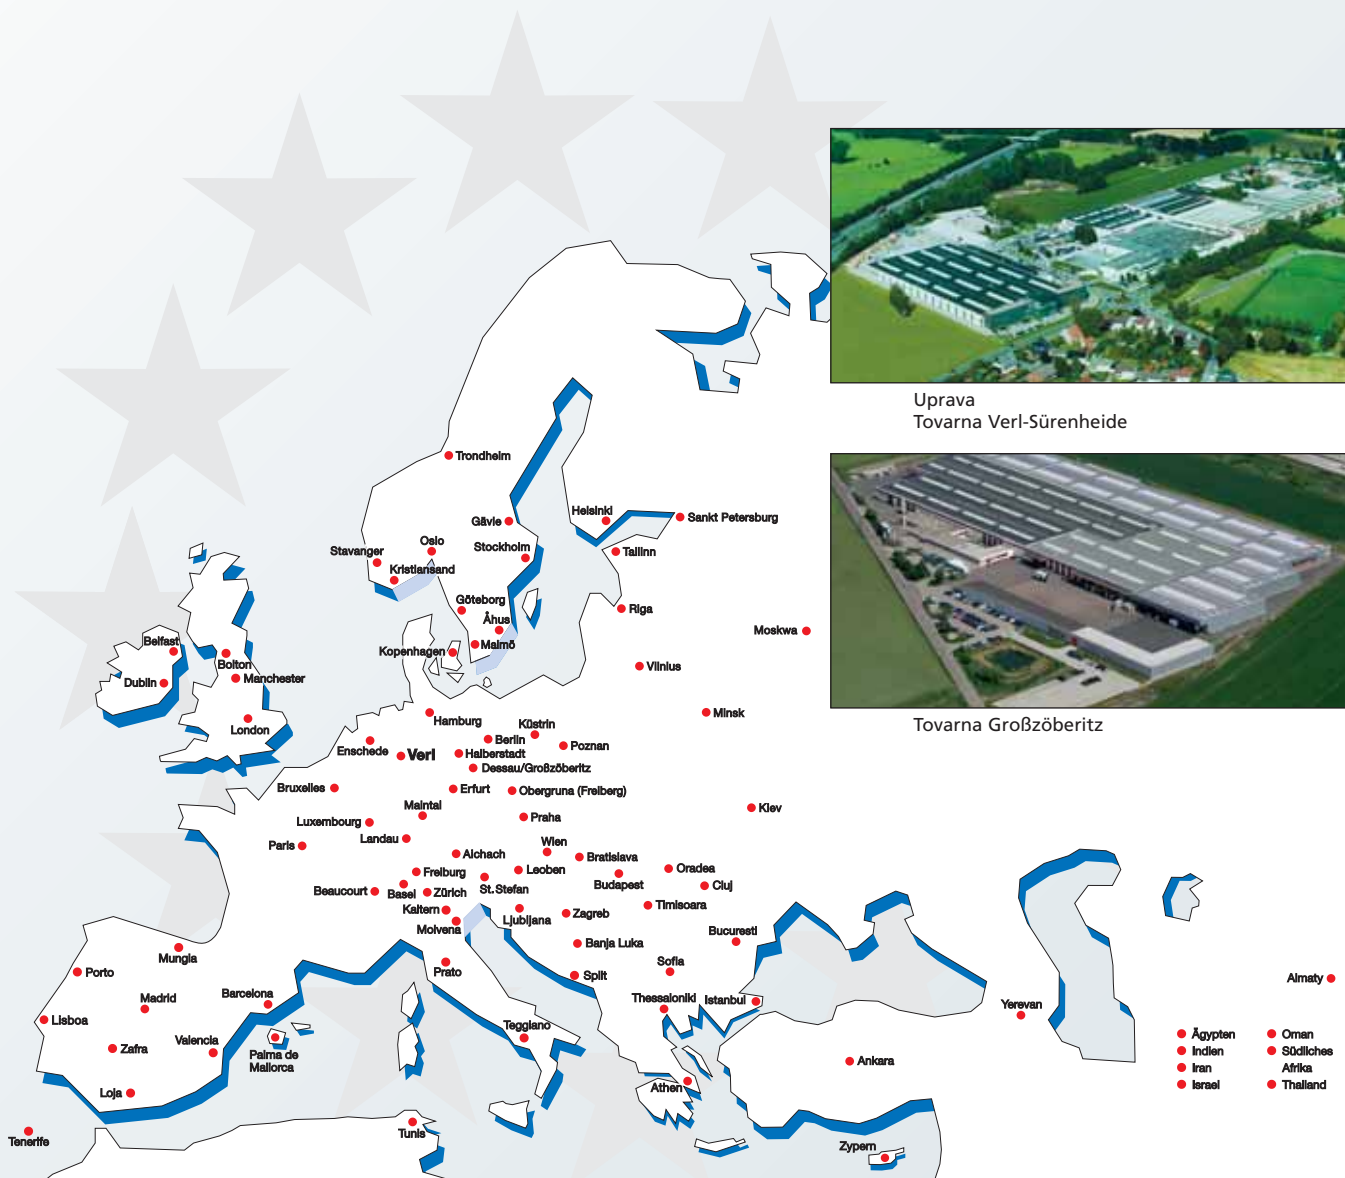 Uprava
Tovarna Verl-Sürenheide
Tovarna Großzöberitz
Trondheim
Gävle
Helsinki
Sankt Petersburg
Oslo
Stavanger
Stockholm
Tallinn
Kristiansand
Göteborg
Åhus
Riga
Moskwa
Belfast
Kopenhagen
Malmö
Bolton
Vilnius
Dublin
Manchester
London
Hamburg
Küstrin
Minsk
Enschede
Berlin
Poznan
Verl
Halberstadt
Dessau/Großzöberitz
Bruxelles
Erfurt
Obergruna (Freiberg)
Maintal
Kiev
Luxembourg
Praha
Landau
Paris
Wien
Aichach
Bratislava
Freiburg
Leoben
Oradea
Beaucourt
Basel
Zürich
St. Stefan
Budapest
Cluj
Kaltern
Timisoara
Ljubljana
Zagreb
Molvena
Bucuresti
Banja Luka
Mungia
Sofia
Porto
Prato
Split
Almaty
Madrid
Barcelona
Thessaloniki
Istanbul
Yerevan
Lisboa
Teggiano
Zafra
Valencia
Palma de
Mallorca
Ankara
Loja
Athen
Tenerife
Tunis
Zypern
Ägypten
Indien
Iran
Israel
Oman
Südliches
Afrika
Thailand